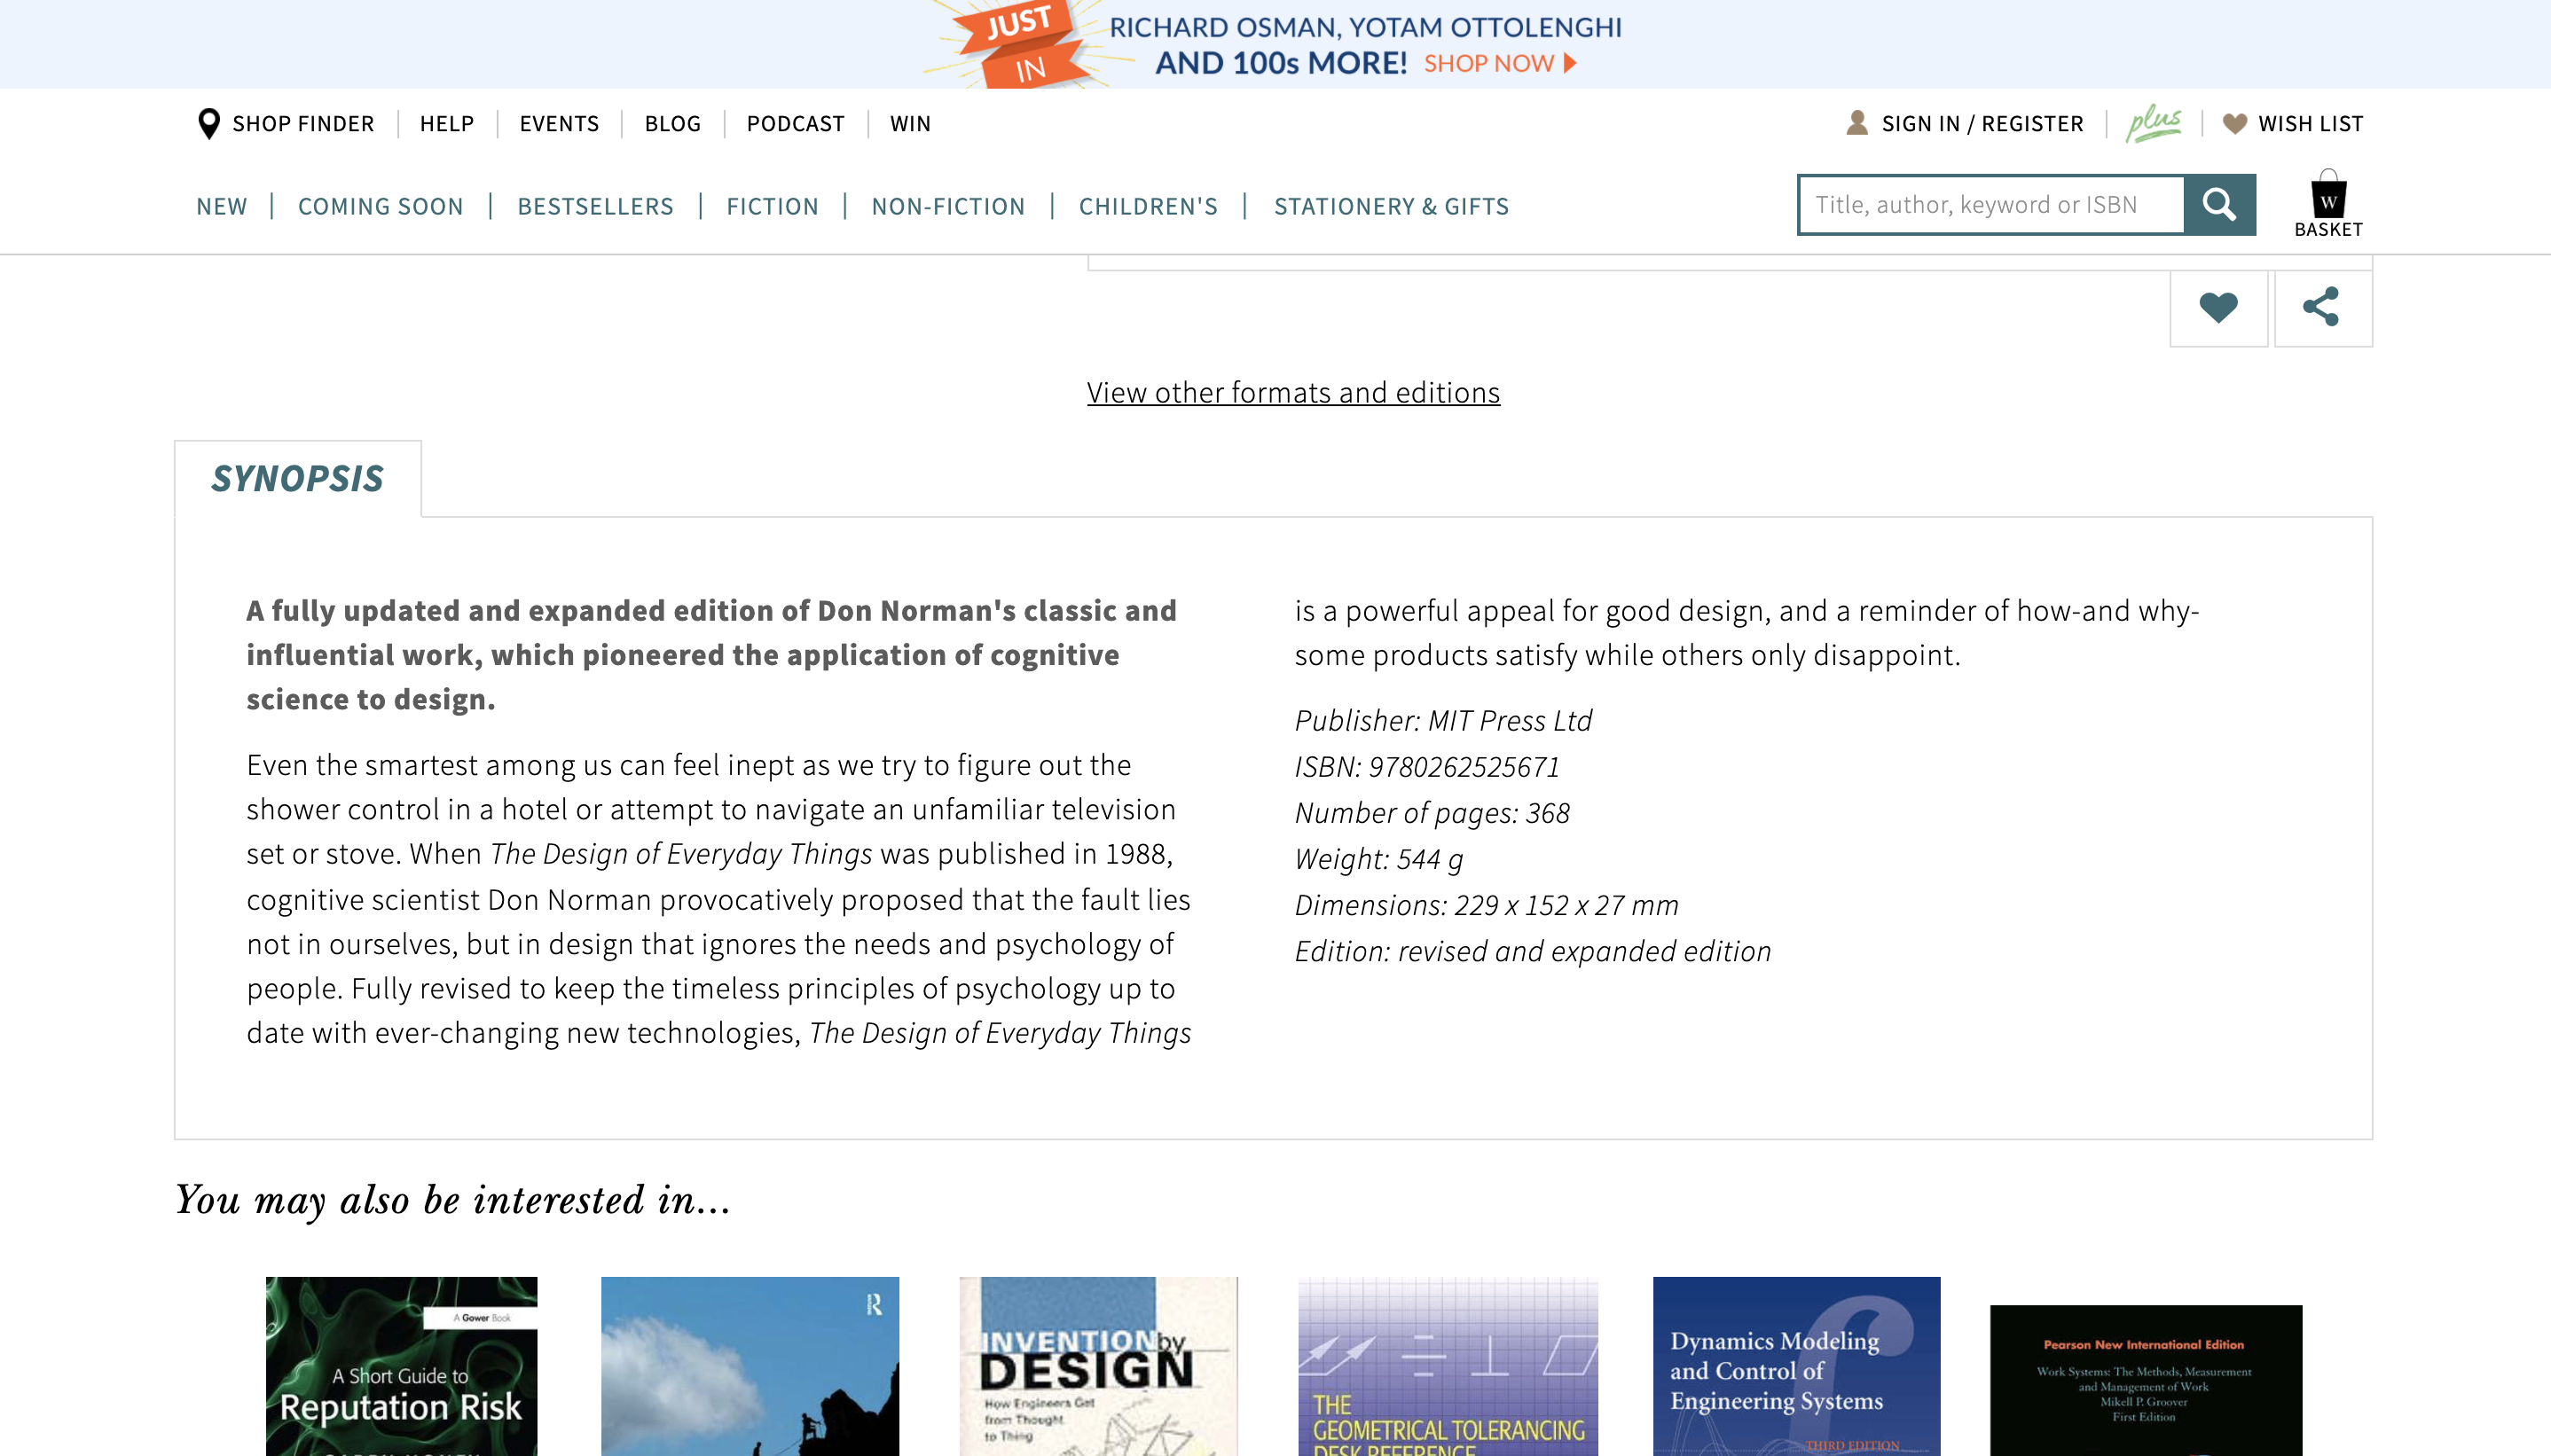 JUST
IN
RICHARD OSMAN, YOTAM OTTOLENGHI
AND 100s MORE! SHOP NOW
SHOP FINDER
HELP
EVENTS
BLOG
PODCAST
WIN
SIGN IN / REGISTER
plus
WISH LIST
NEW
COMING SOON
BESTSELLERS
FICTION
NON-FICTION
CHILDREN'S
STATIONERY & GIFTS
Title, author, keyword or ISBN
W
BASKET
View other formats and editions
SYNOPSIS
A fully updated and expanded edition of Don Norman's classic and
influential work, which pioneered the application of cognitive
science to design.
Even the smartest among us can feel inept as we try to figure out the
shower control in a hotel or attempt to navigate an unfamiliar television
set or stove. When The Design of Everyday Things was published in 1988,
cognitive scientist Don Norman provocatively proposed that the fault lies
not in ourselves, but in design that ignores the needs and psychology of
people. Fully revised to keep the timeless principles of psychology up to
date with ever-changing new technologies, The Design of Everyday Things
is a powerful appeal for good design, and a reminder of how-and why-
some products satisfy while others only disappoint.
Publisher: MIT Press Ltd
ISBN: 9780262525671
Number of pages: 368
Weight: 544 g
Dimensions: 229 x 152 x 27 mm
Edition: revised and expanded edition
You may also be interested in...
A Gower Book
A Short Guide to
Reputation Risk
R
INVENTION by
DESIGN
How Engineers Get
from Thought
to Thing
THE
GEOMETRICAL TOLERANCING
DESK REFERENCE
Dynamics Modeling
and Control of
Engineering Systems
THIRD EDITION
Pearson New International Edition
Work Systems: The Methods, Measurement
and Management of Work
Mikell P. Groover
First Edition